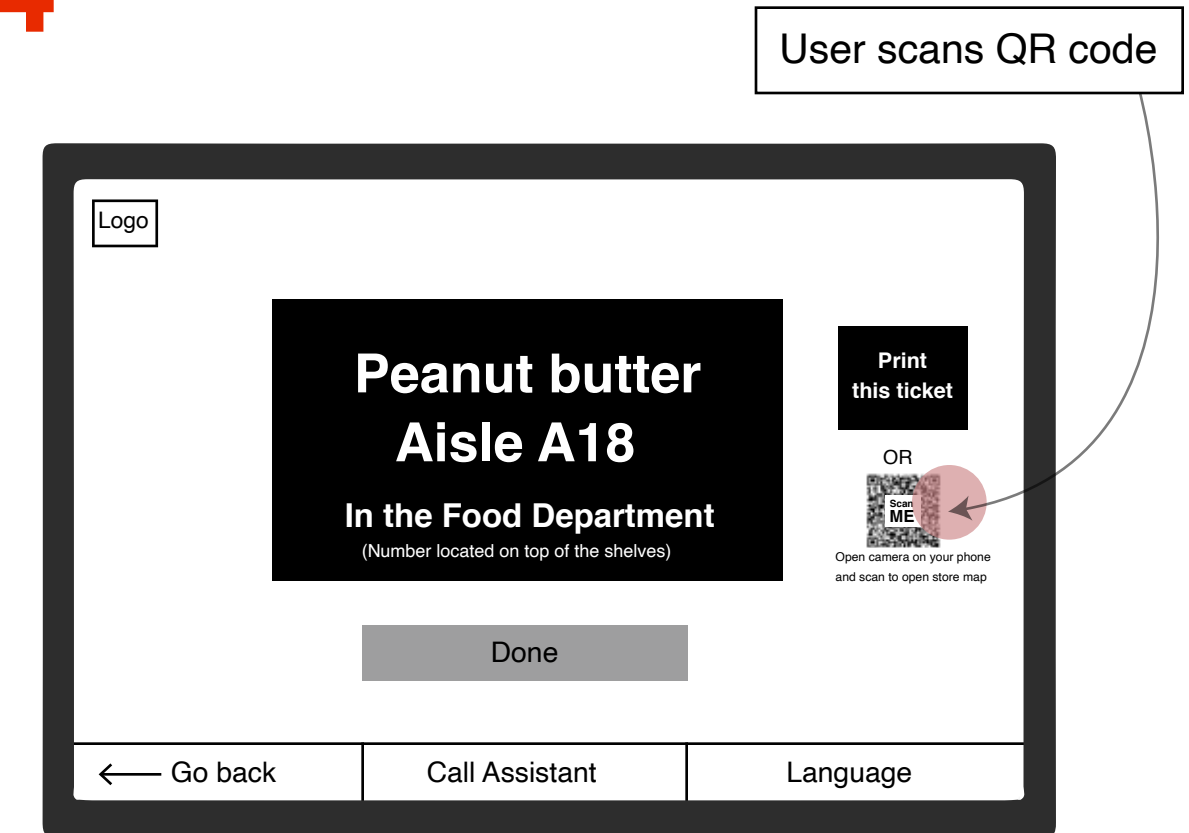 User scans QR code
Logo
Peanut butter
Aisle A18
In the Food Department
(Number located on top of the shelves)
Print
this ticket
OR
Scan
ME
Open camera on your phone
and scan to open store map
Done
Go back
Call Assistant
Language